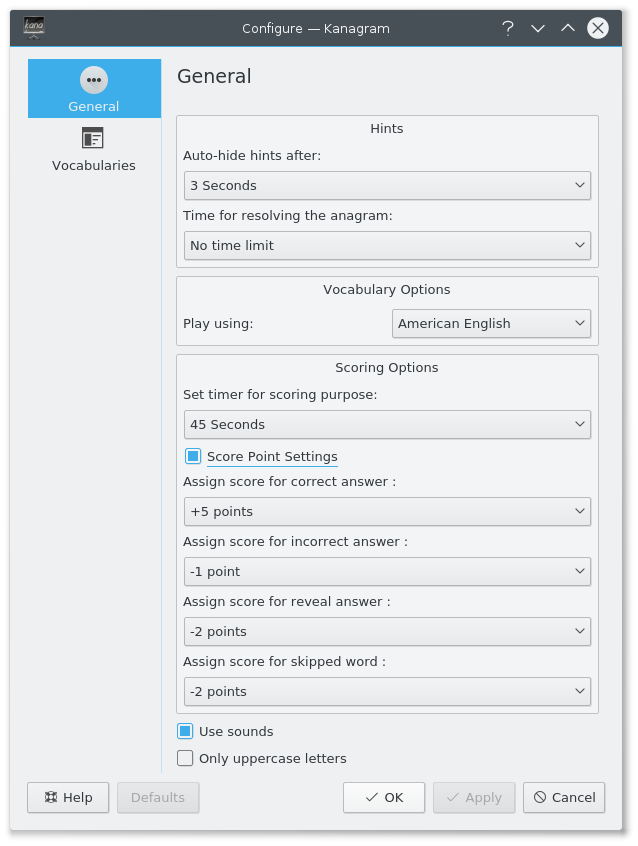 kana
Configure — Kanagram
General
Vocabularies
General
Hints
Auto-hide hints after:
3 Seconds
Time for resolving the anagram:
No time limit
Vocabulary Options
Play using:
American English
Scoring Options
Set timer for scoring purpose:
45 Seconds
Score Point Settings
Assign score for correct answer :
+5 points
Assign score for incorrect answer :
-1 point
Assign score for reveal answer :
-2 points
Assign score for skipped word :
-2 points
Use sounds
Only uppercase letters
Help Defaults OK Apply Cancel